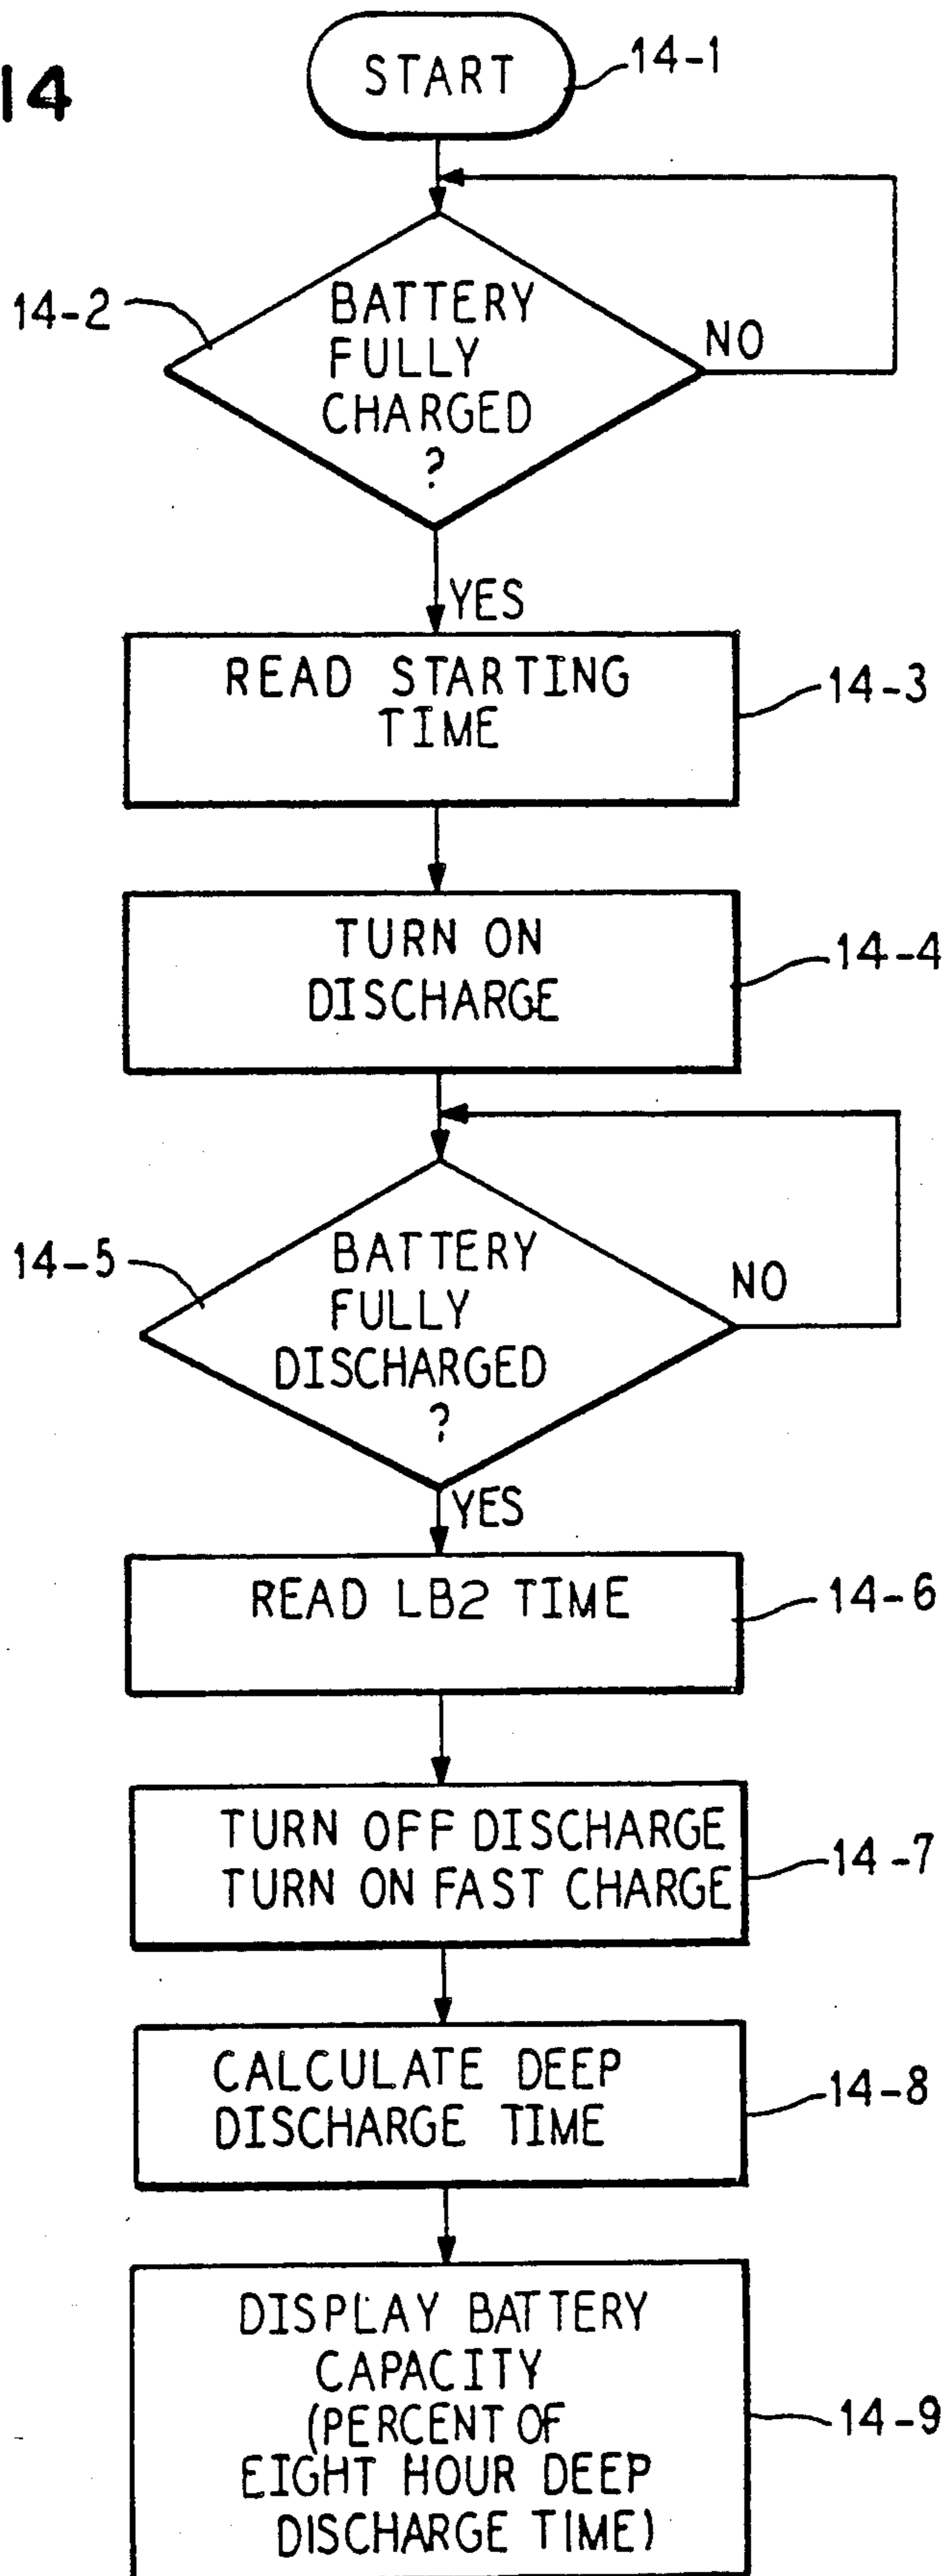 14
START
14-1
14-2
BATTERY
FULLY
CHARGED
?
NO
YES
READ STARTING
TIME
14-3
TURN ON
DISCHARGE
14-4
14-5
BATTERY
FULLY
DISCHARGED
?
NO
YES
READ LB2 TIME
14-6
TURN OFF DISCHARGE
TURN ON FAST CHARGE
14-7
CALCULATE DEEP
DISCHARGE TIME
14-8
DISPLAY BATTERY
CAPACITY
(PERCENT OF
EIGHT HOUR DEEP
DISCHARGE TIME)
14-9